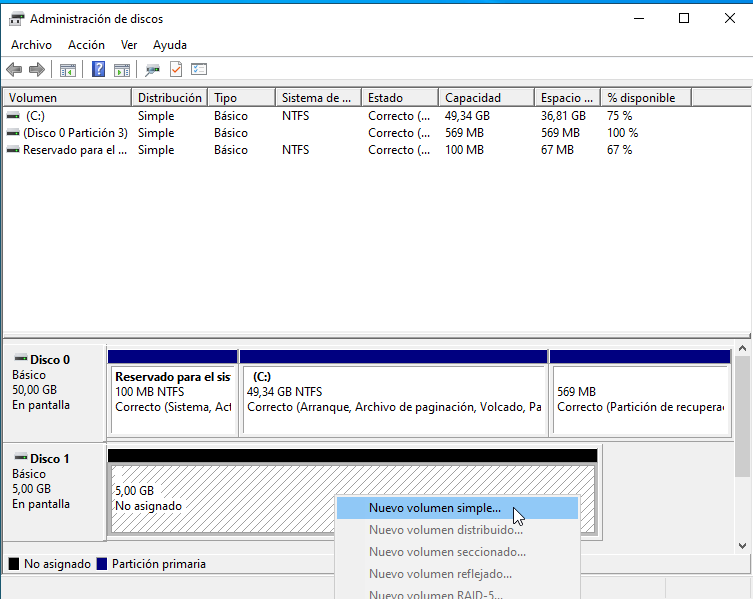 Administración de discos
Archivo Acción Ver Ayuda
Volumen Distribución Tipo Sistema de ... Estado Capacidad Espacio ... % disponible
(C:) Simple Básico NTFS Correcto (... 49,34 GB 36,81 GB 75 %
(Disco 0 Partición 3) Simple Básico Correcto (... 569 MB 569 MB 100 %
Reservado para el ... Simple Básico NTFS Correcto (... 100 MB 67 MB 67 %
Disco 0
Básico
50,00 GB
En pantalla
Reservado para el sis
100 MB NTFS
Correcto (Sistema, Act
(C:)
49,34 GB NTFS
Correcto (Arranque, Archivo de paginación, Volcado, Pa
569 MB
Correcto (Partición de recupera
Disco 1
Básico
5,00 GB
En pantalla
5,00 GB
No asignado
Nuevo volumen simple...
Nuevo volumen distribuido...
Nuevo volumen seccionado...
Nuevo volumen reflejado...
Nuevo volumen RAID-5...
No asignado Partición primaria